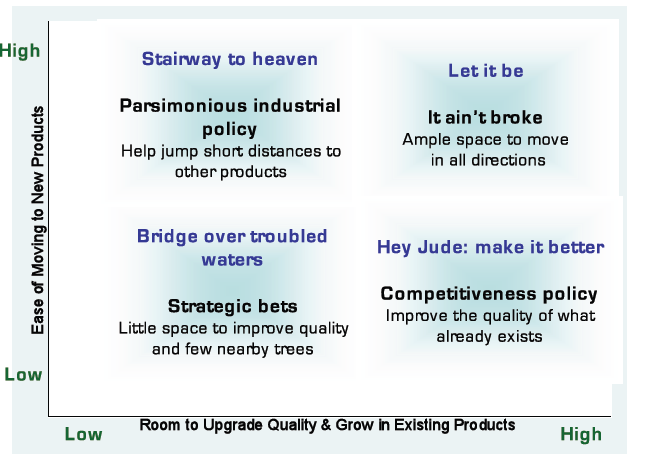 High
Stairway to heaven
Parsimonious industrial
policy
Help jump short distances to
other products
Let it be
It ain't broke
Ample space to move
in all directions
Ease of Moving to New Products
Bridge over troubled
waters
Strategic bets
Little space to improve quality
and few nearby trees
Hey Jude: make it better
Competitiveness policy
Improve the quality of what
already exists
Low
Low
Room to Upgrade Quality & Grow in Existing Products
High